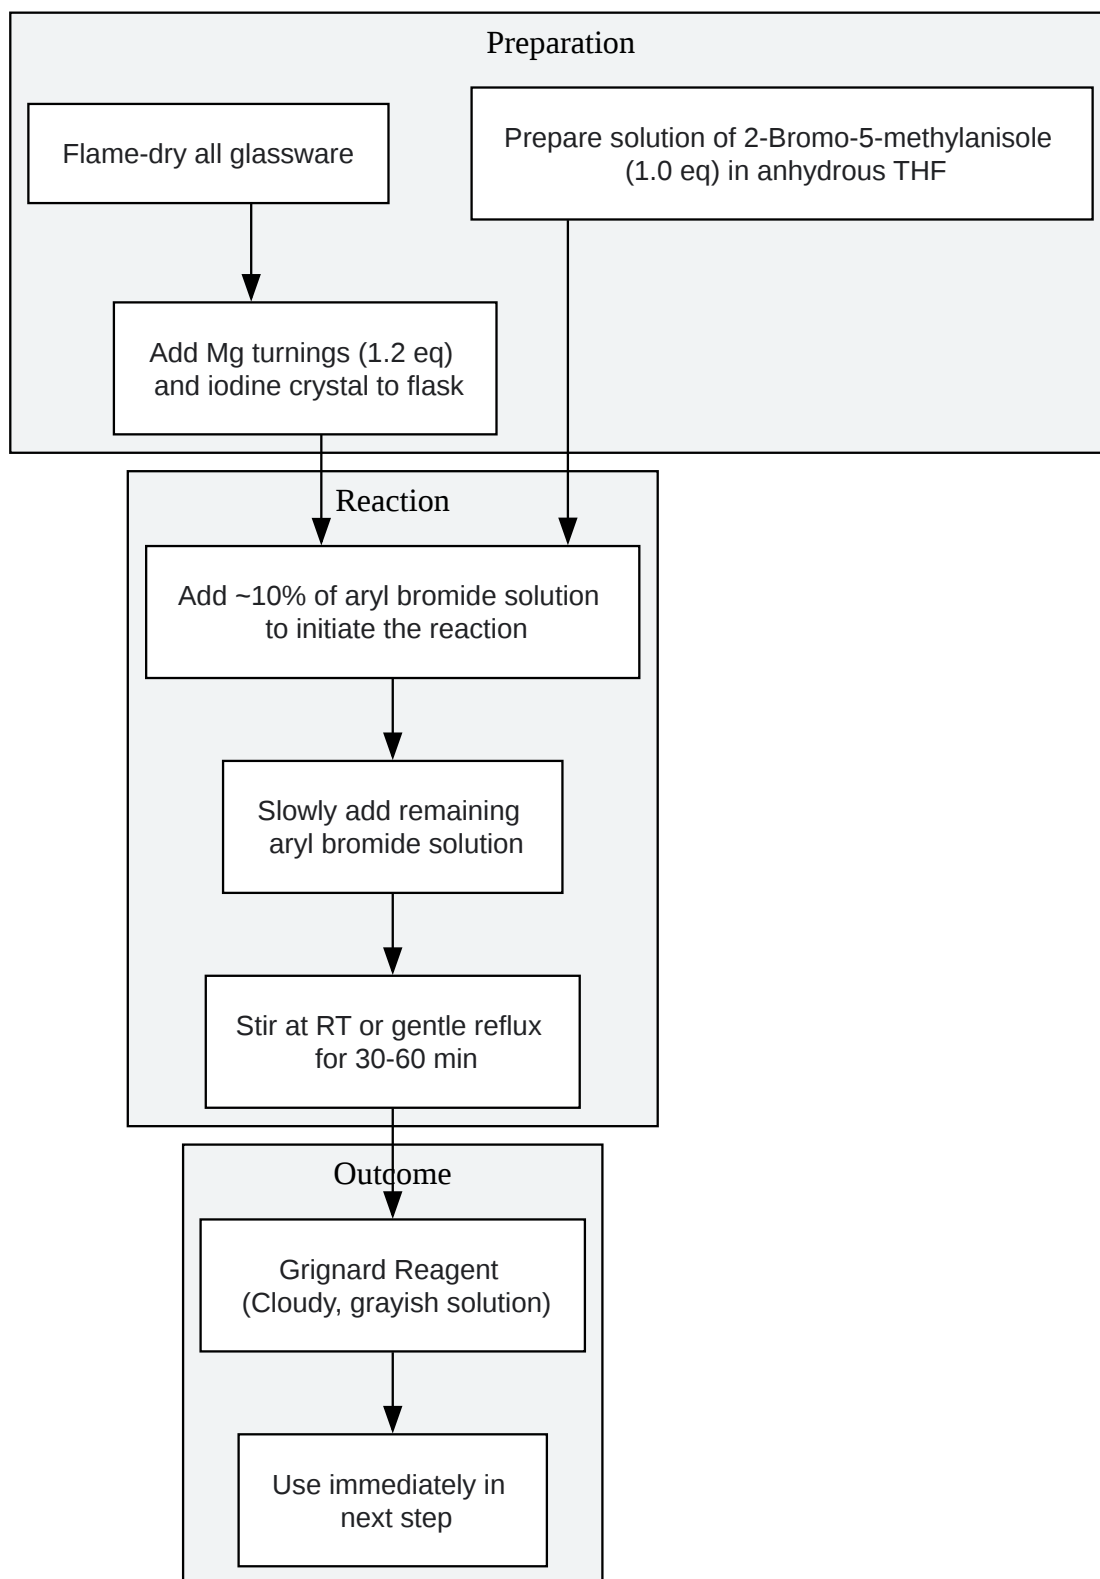 Preparation
Flame-dry all glassware
Prepare solution of 2-Bromo-5-methylanisole
(1.0 eq) in anhydrous THF
Add Mg turnings (1.2 eq)
and iodine crystal to flask
Reaction
Add ~10% of aryl bromide solution
to initiate the reaction
Slowly add remaining
aryl bromide solution
Stir at RT or gentle reflux
for 30-60 min
Outcome
Grignard Reagent
(Cloudy, grayish solution)
Use immediately in
next step